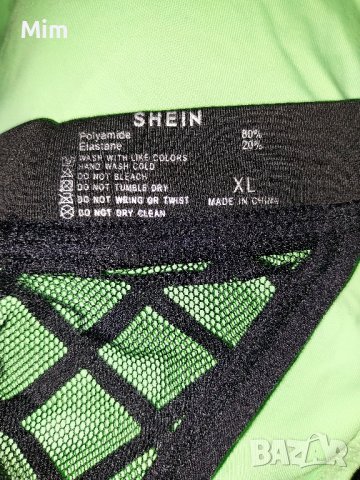 Mim
SHEIN
Polyamide 80%
Elastane 20%
WASH WITH LIKE COLORS
HAND WASH COLD
DO NOT BLEACH
DO NOT TUMBLE DRY
DO NOT WRING OR TWIST
DO NOT DRY CLEAN
XL
MADE IN CHINA
BAZAR